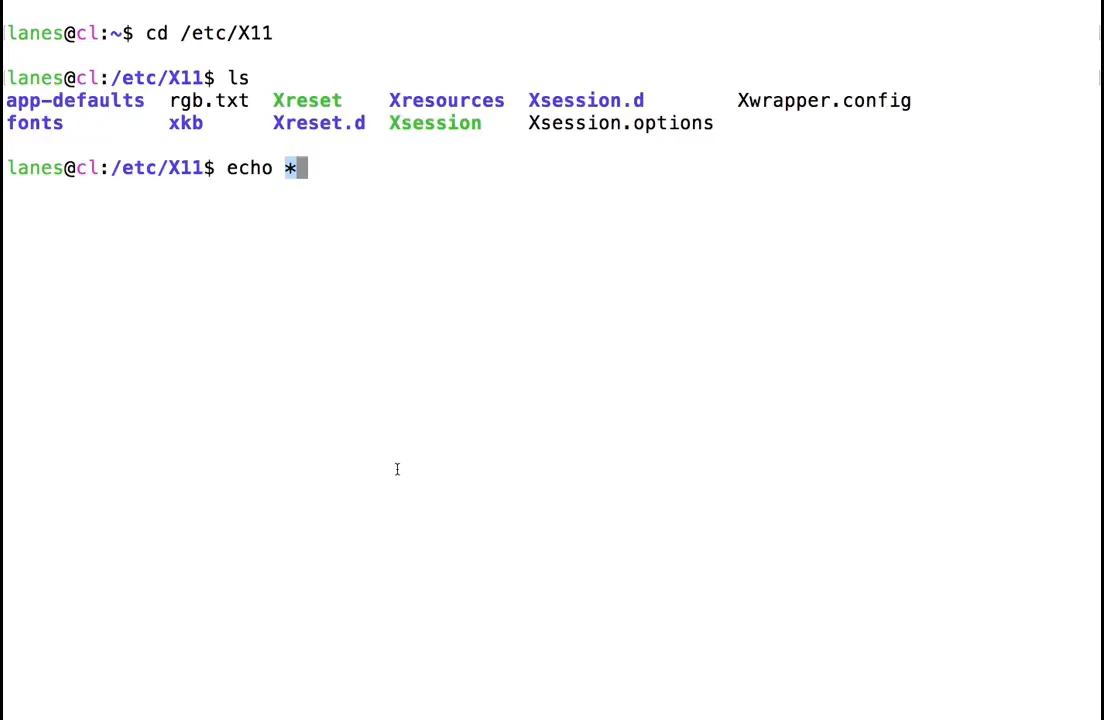 lanes@cl:~$ cd /etc/X11
lanes@cl:/etc/X11$ ls
app-defaults rgb.txt Xreset Xresources Xsession.d Xwrapper.config
fonts xkb Xreset.d Xsession Xsession.options
lanes@cl:/etc/X11$ echo *